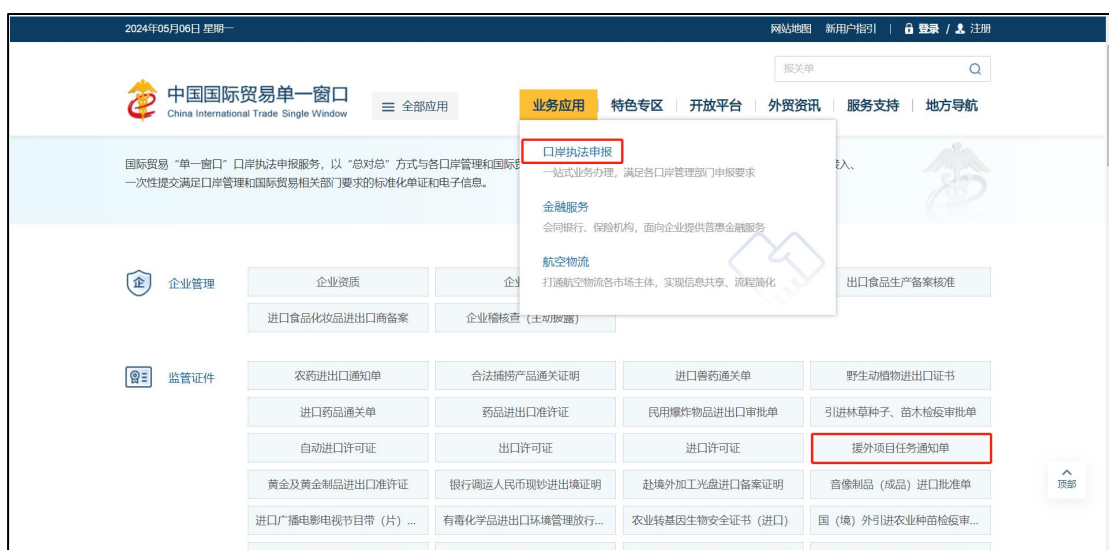 2024年05月06日 星期一
网站地图 新用户指引 | 登录 / 注册
报关单
中国国际贸易单一窗口
China International Trade Single Window
全部应用
业务应用 特色专区 开放平台 外贸资讯 服务支持 地方导航
口岸执法申报
一站式业务办理，满足各口岸管理部门申报要求
金融服务
会同银行、保险机构，面向企业提供普惠金融服务
航空物流
打通航空物流各市场主体，实现信息共享、流程简化
国际贸易“单一窗口”口岸执法申报服务，以“总对总”方式与各口岸管理和国际贸
入、
一次性提交满足口岸管理和国际贸易相关部门要求的标准化单证和电子信息。
企业管理 企业资质 企业 出口食品生产备案核准
进口食品化妆品进出口商备案 企业稽核查（主动披露）
监管证件 农药进出口通知单 合法捕捞产品通关证明 进口兽药通关单 野生动植物进出口证书
进口药品通关单 药品进出口准许证 民用爆炸物品进出口审批单 引进林草种子、苗木检疫审批单
自动进口许可证 出口许可证 进口许可证 援外项目任务通知单
黄金及黄金制品进出口准许证 银行调运人民币现钞进出境证明 赴境外加工光盘进口备案证明 音像制品（成品）进口批准单
进口广播电影电视节目带（片）... 有毒化学品进出口环境管理放行... 农业转基因生物安全证书（进口） 国（境）外引进农业种苗检疫审...
顶部